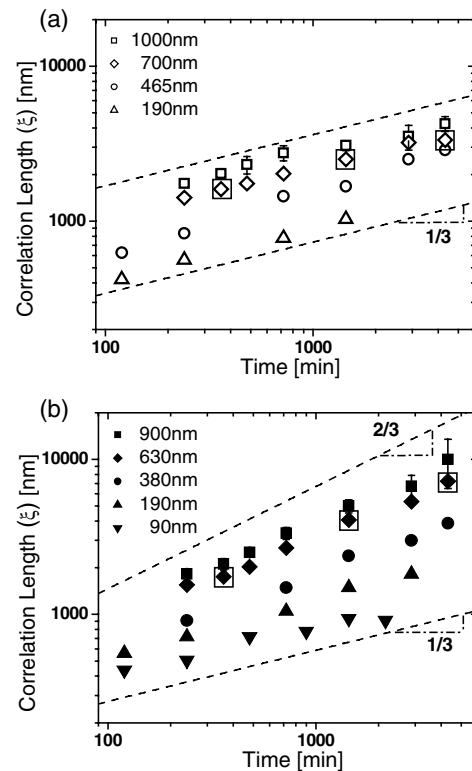 (a)
1000nm
700nm
465nm
190nm
10000
1000
Correlation Length (ξ) [nm]
1/3
100
1000
Time [min]
(b)
900nm
630nm
380nm
190nm
90nm
2/3
10000
1000
Correlation Length (ξ) [nm]
1/3
100
1000
Time [min]